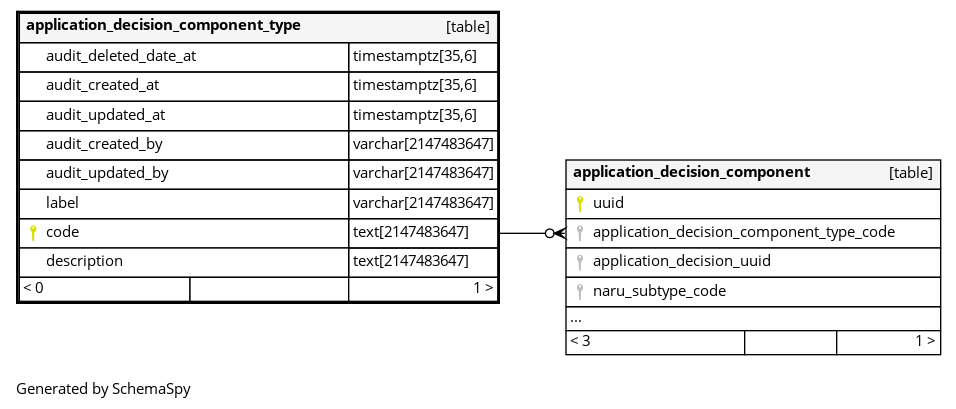 application_decision_component_type [table]
audit_deleted_date_at timestamptz[35,6]
audit_created_at timestamptz[35,6]
audit_updated_at timestamptz[35,6]
audit_created_by varchar[2147483647]
audit_updated_by varchar[2147483647]
label varchar[2147483647]
code text[2147483647]
description text[2147483647]
< 0 1 >
application_decision_component [table]
uuid
application_decision_component_type_code
application_decision_uuid
naru_subtype_code
...
< 3 1 >
Generated by SchemaSpy